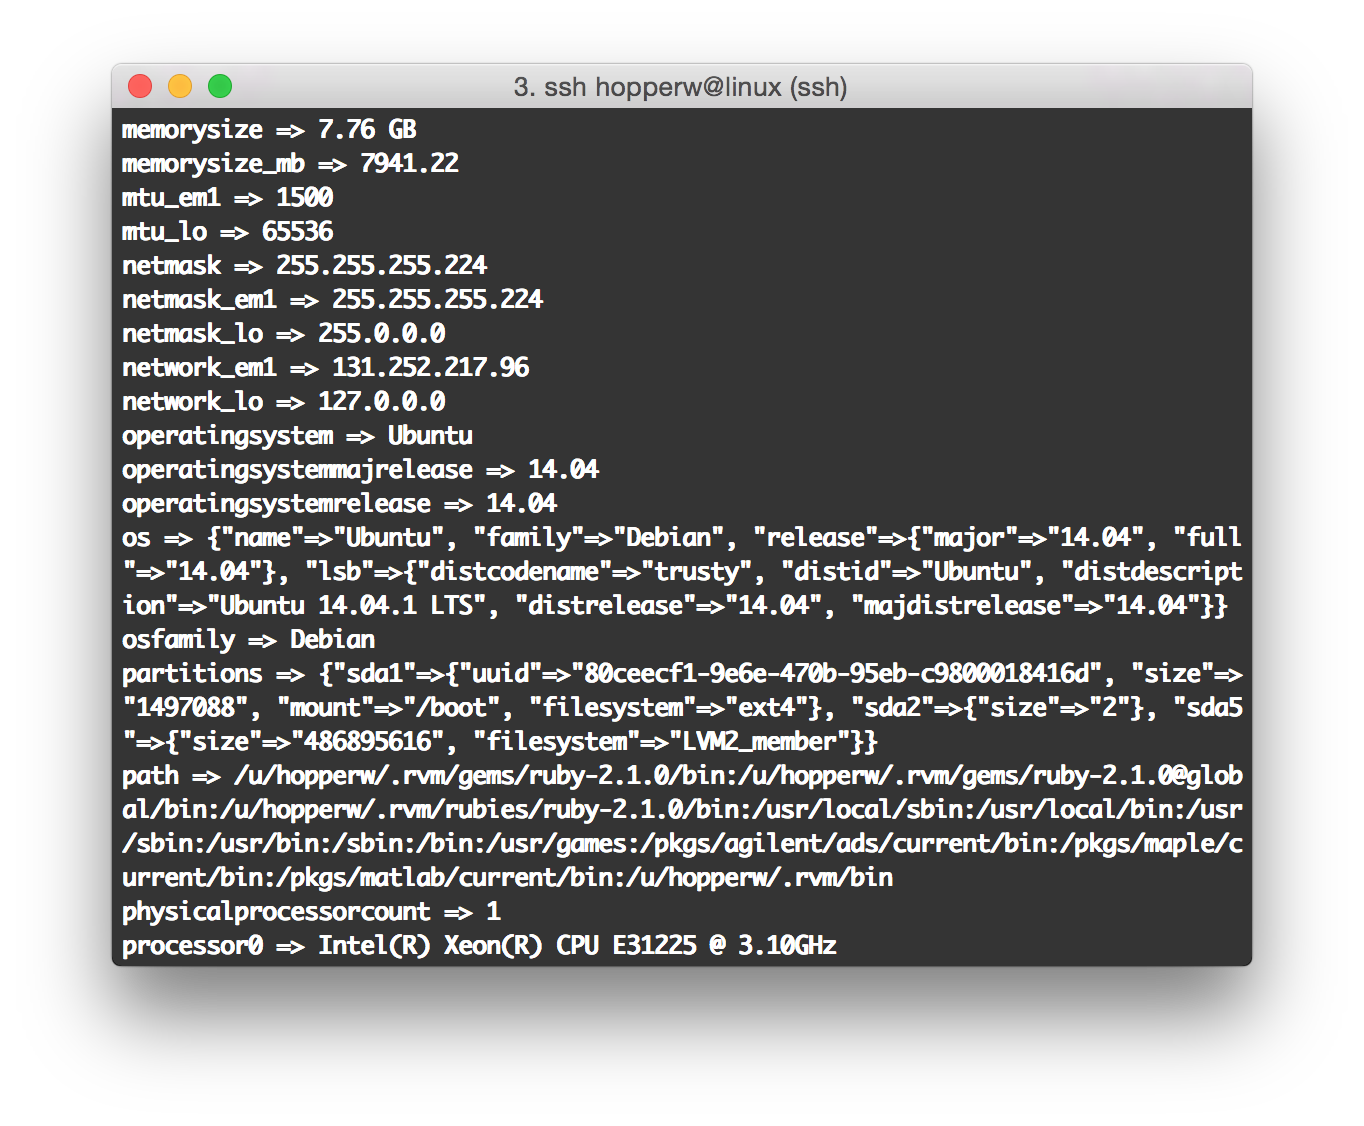 3. ssh hopperw@linux (ssh)
memorysize => 7.76 GB
memorysize_mb => 7941.22
mtu_em1 => 1500
mtu_lo => 65536
netmask => 255.255.255.224
netmask_em1 => 255.255.255.224
netmask_lo => 255.0.0.0
network_em1 => 131.252.217.96
network_lo => 127.0.0.0
operatingsystem => Ubuntu
operatingsystemmajrelease => 14.04
operatingsystemrelease => 14.04
os => {"name"=>"Ubuntu", "family"=>"Debian", "release"=>{"major"=>"14.04", "full
"=>"14.04"}, "lsb"=>{"distcodename"=>"trusty", "distid"=>"Ubuntu", "distdescript
ion"=>"Ubuntu 14.04.1 LTS", "distrelease"=>"14.04", "majdistrelease"=>"14.04"}}
osfamily => Debian
partitions => {"sda1"=>{"uuid"=>"80ceecf1-9e6e-470b-95eb-c9800018416d", "size"=>
"1497088", "mount"=>"/boot", "filesystem"=>"ext4"}, "sda2"=>{"size"=>"2"}, "sda5
"=>{"size"=>"486895616", "filesystem"=>"LVM2_member"}}
path => /u/hopperw/.rvm/gems/ruby-2.1.0/bin:/u/hopperw/.rvm/gems/ruby-2.1.0@glob
al/bin:/u/hopperw/.rvm/rubies/ruby-2.1.0/bin:/usr/local/sbin:/usr/local/bin:/usr
/sbin:/usr/bin:/sbin:/bin:/usr/games:/pkgs/agilent/ads/current/bin:/pkgs/maple/c
urrent/bin:/pkgs/matlab/current/bin:/u/hopperw/.rvm/bin
physicalprocessorcount => 1
processor0 => Intel(R) Xeon(R) CPU E31225 @ 3.10GHz